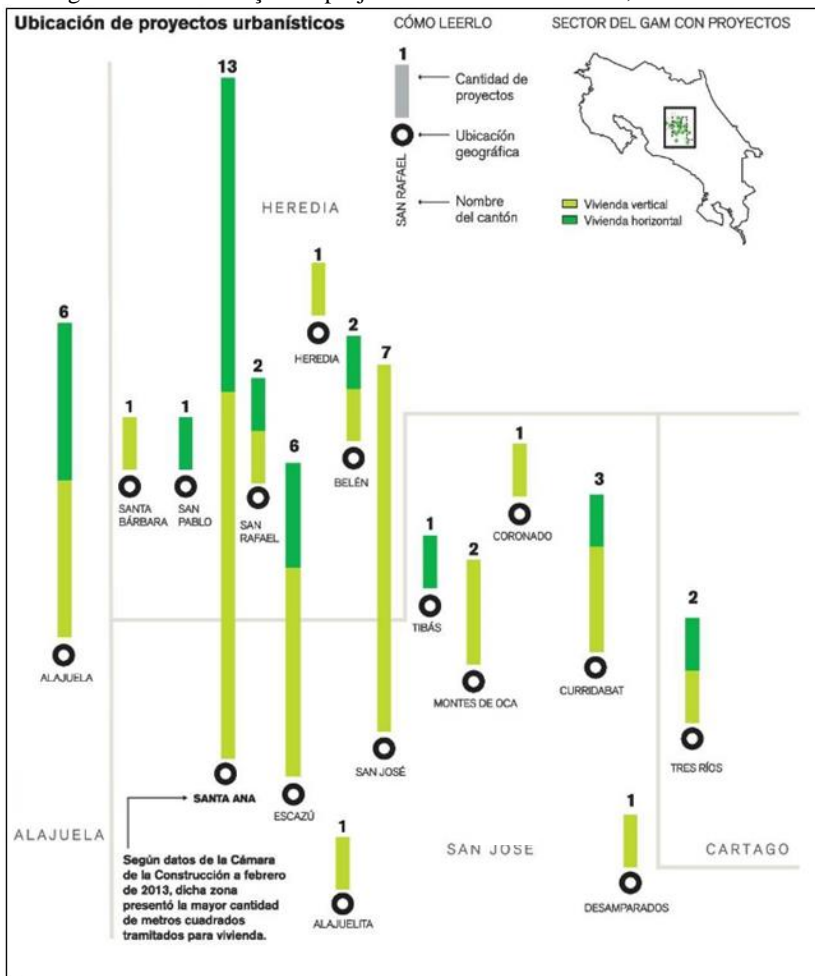 Ubicación de proyectos urbanísticos
CÓMO LEERLO
SECTOR DEL GAM CON PROYECTOS
1
Cantidad de
proyectos
Ubicación
geográfica
SAN RAFAEL
Nombre
del cantón
Vivienda vertical
Vivienda horizontal
13
HEREDIA
1
HEREDIA
6
ALAJUELA
1
SANTA
BÁRBARA
1
SAN
PABLO
2
SAN
RAFAEL
2
BELÉN
7
SAN JOSÉ
6
ESCAZÚ
SANTA ANA
1
TIBÁS
2
MONTES DE OCA
1
CORONADO
3
CURRIDABAT
2
TRES RÍOS
1
ALAJUELITA
1
DESAMPARADOS
ALAJUELA
SAN JOSE
CARTAGO
Según datos de la Cámara
de la Construcción a febrero
de 2013, dicha zona
presentó la mayor cantidad
de metros cuadrados
tramitados para vivienda.